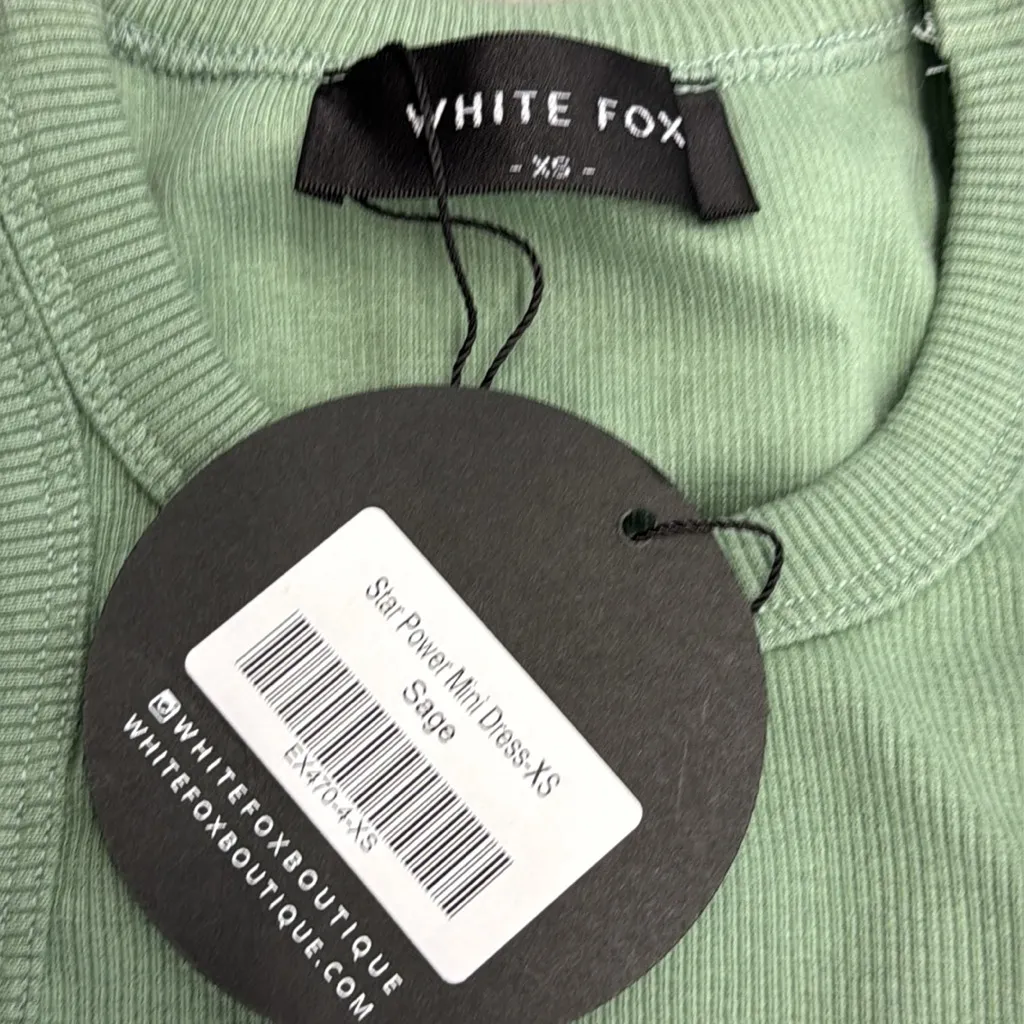 WHITE FOX
- XS -
Star Power Mini Dress-XS
Sage
EX470-4-XS
WHITEFOXBOUTIQUE
WHITEFOXBOUTIQUE.COM